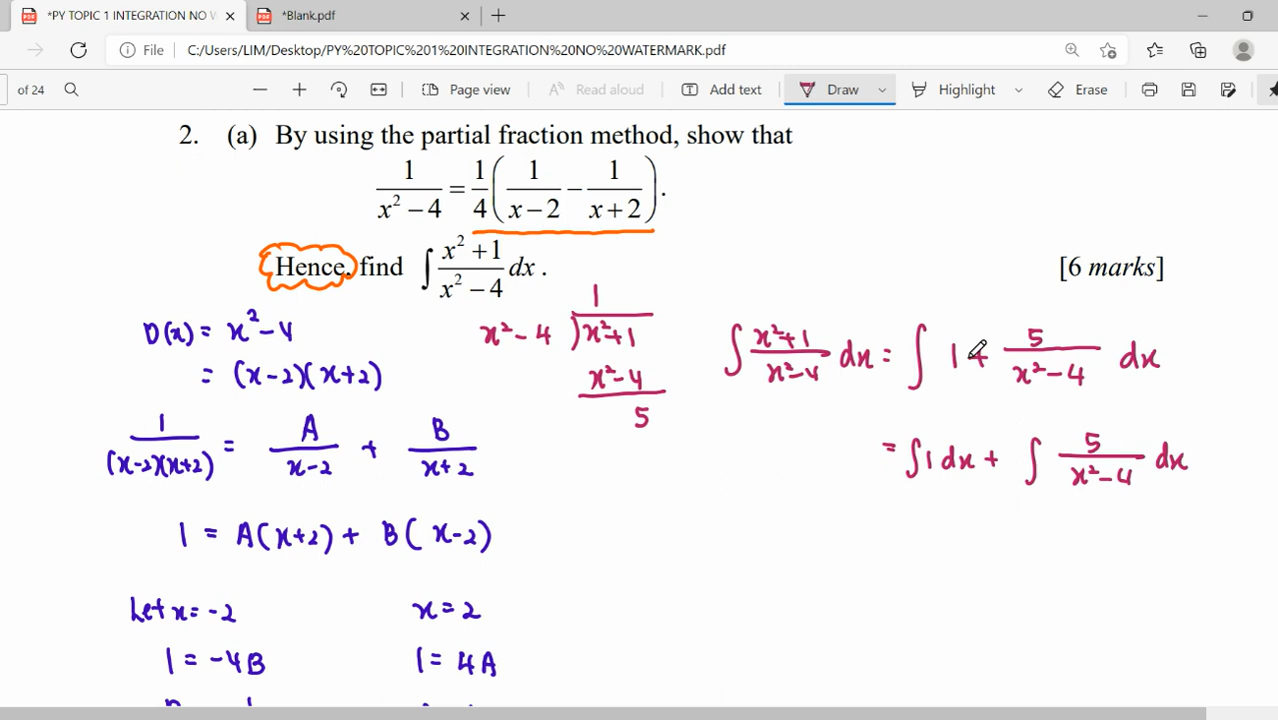 *PY TOPIC 1 INTEGRATION NO W
*Blank.pdf
File C:/Users/LIM/Desktop/PY%20TOPIC%201%20INTEGRATION%20NO%20WATERMARK.pdf
of 24 Page view Read aloud Add text Draw Highlight Erase
2. (a) By using the partial fraction method, show that
1/(x² − 4) = 1/4 (1/(x − 2) − 1/(x + 2)).
Hence, find ∫ (x² + 1)/(x² − 4) dx. [6 marks]
D(x) = x² − 4
= (x−2)(x+2)
1/((x−2)(x+2)) = A/(x−2) + B/(x+2)
1 = A(x+2) + B(x−2)
Let x = −2
1 = −4B
x = 2
1 = 4A
1
x² − 4 )x²+1
x²−4
5
∫ (x²+1)/(x²−4) dx = ∫ 1 + 5/(x²−4) dx
= ∫ 1 dx + ∫ 5/(x²−4) dx